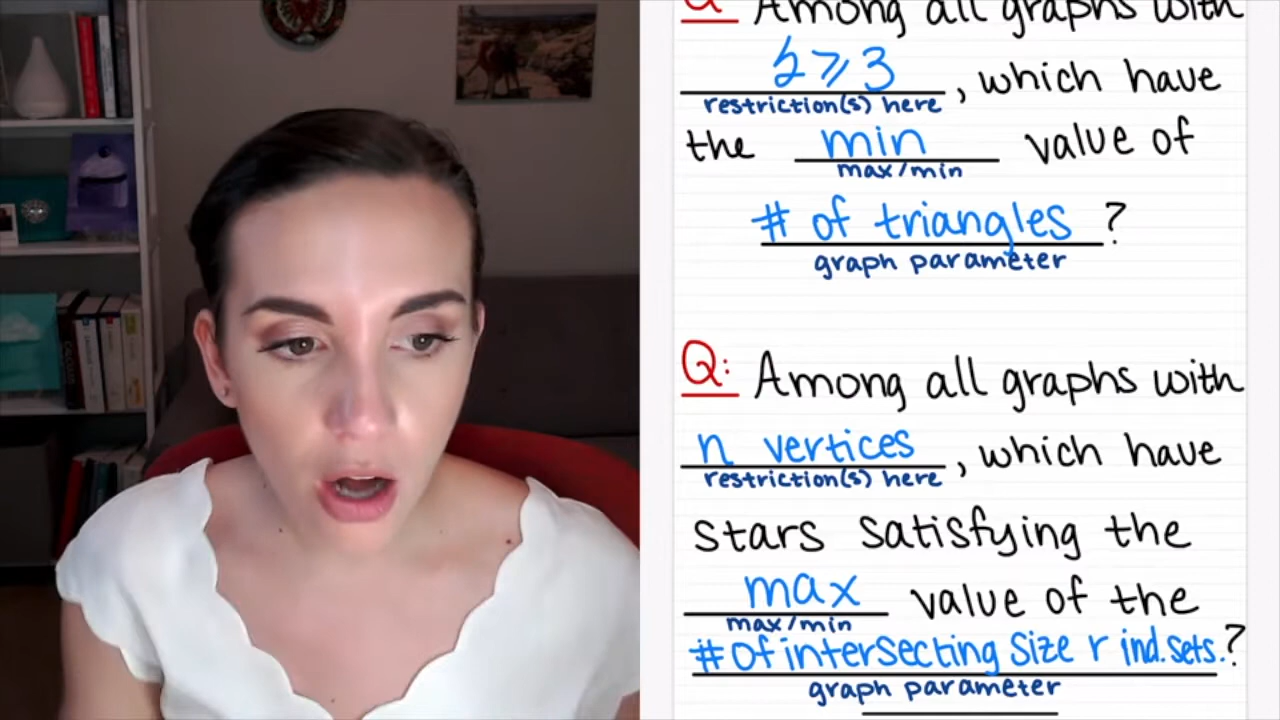 Q: Among all graphs with
δ ⩾ 3, which have
restriction(s) here
the min value of
max/min
# of triangles?
graph parameter
Q: Among all graphs with
n vertices, which have
restriction(s) here
stars satisfying the
max value of the
max/min
# of intersecting size r ind. sets.?
graph parameter